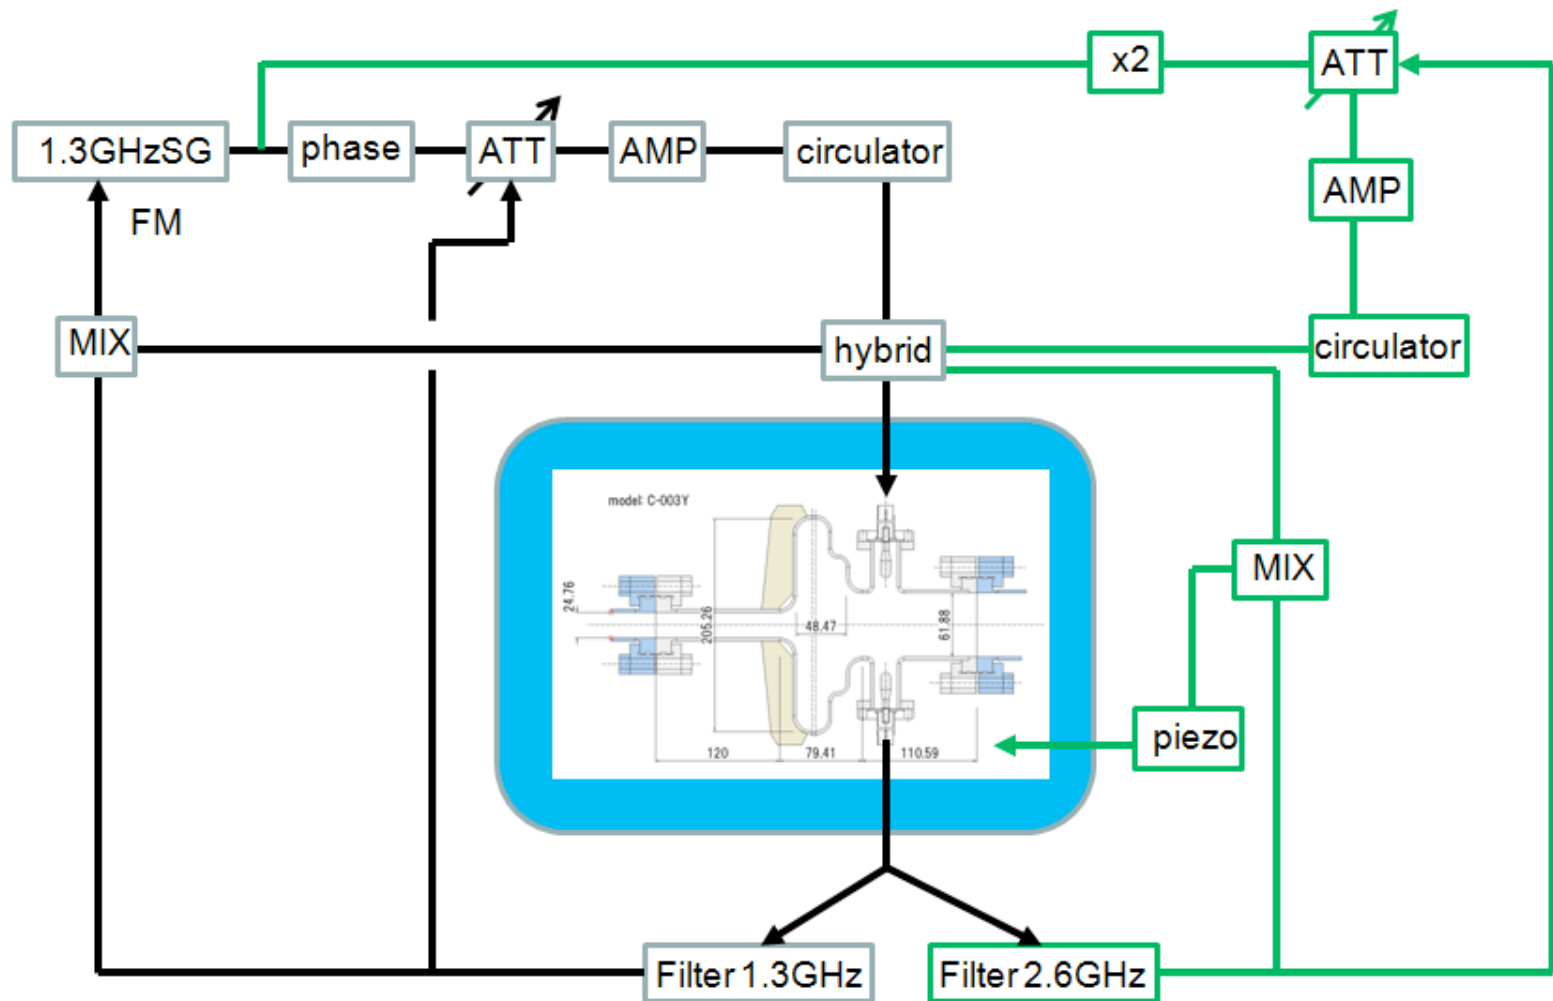 x2
ATT
1.3GHzSG
phase
ATT
AMP
circulator
AMP
FM
MIX
hybrid
circulator
model: C-003Y
24.76
205.26
48.47
61.88
MIX
piezo
120
79.41
110.59
Filter 1.3GHz
Filter 2.6GHz